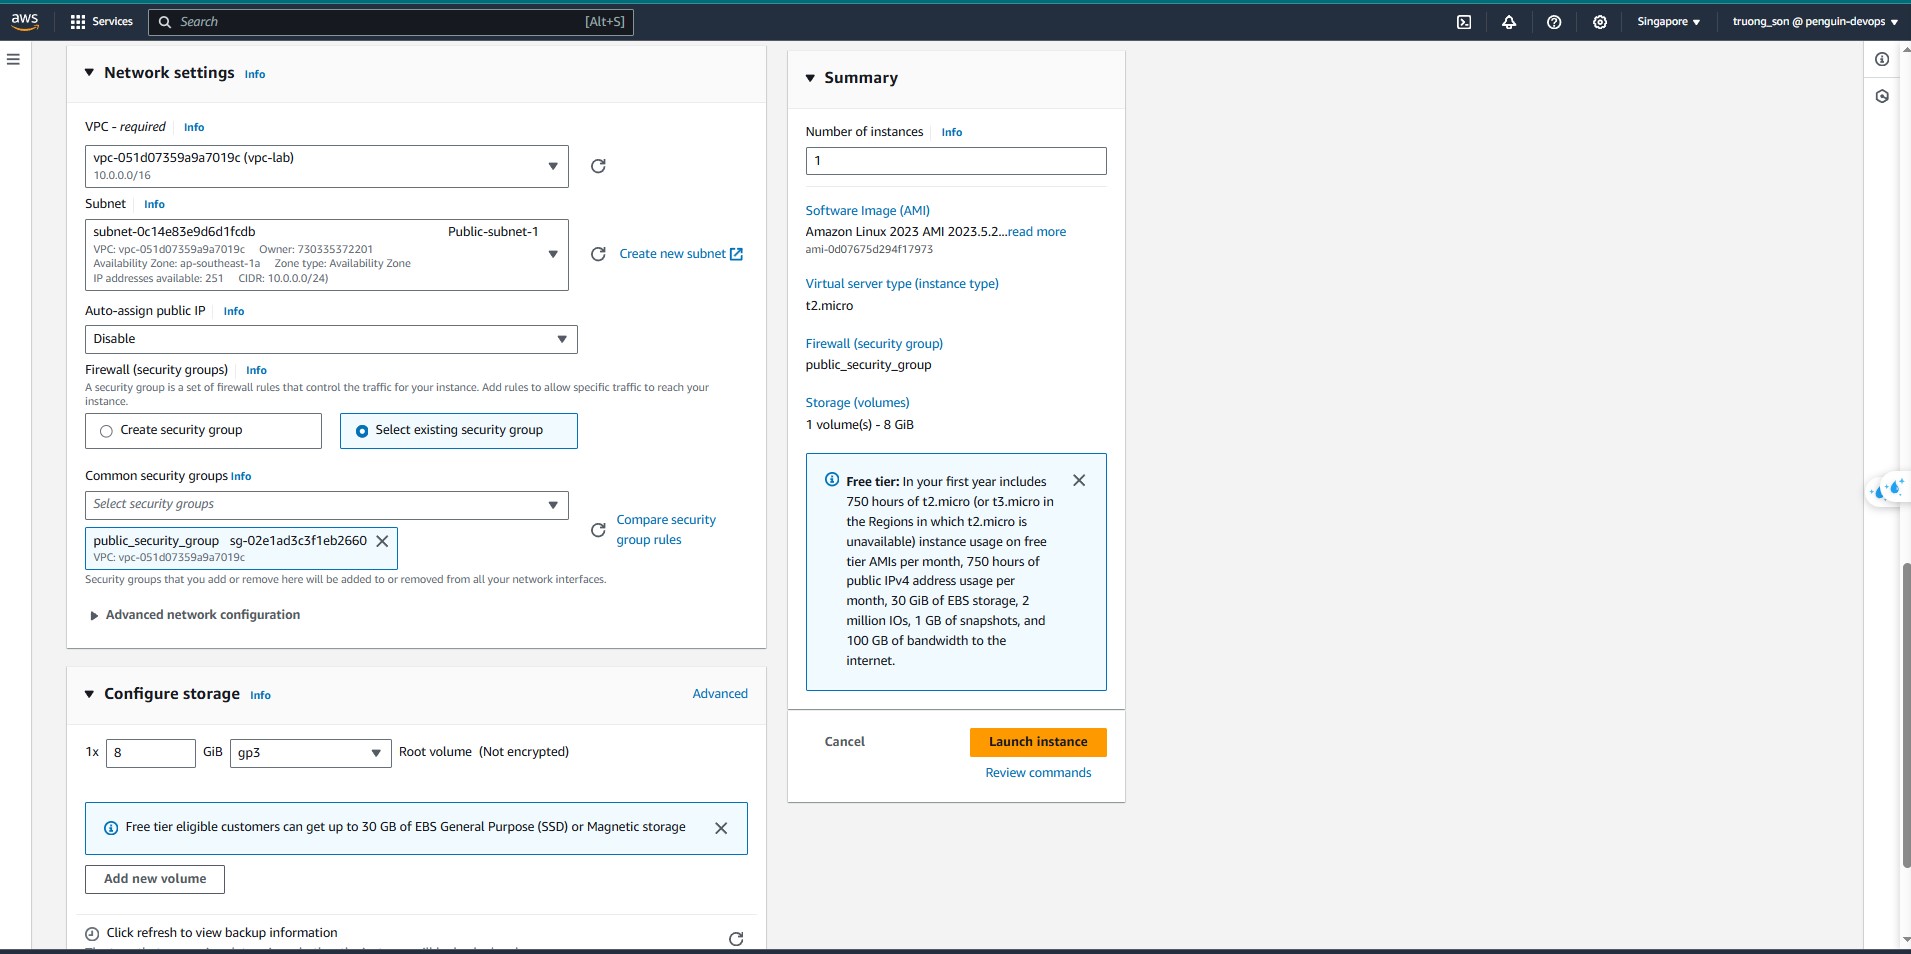 aws
Services
Search
[Alt+S]
Singapore
truong_son @ penguin-devops
Network settings Info
VPC - required Info
vpc-051d07359a9a7019c (vpc-lab)
10.0.0.0/16
Subnet Info
subnet-0c14e83e9d6d1fcdb Public-subnet-1
VPC: vpc-051d07359a9a7019c Owner: 730335372201
Availability Zone: ap-southeast-1a Zone type: Availability Zone
IP addresses available: 251 CIDR: 10.0.0.0/24)
Create new subnet
Auto-assign public IP Info
Disable
Firewall (security groups) Info
A security group is a set of firewall rules that control the traffic for your instance. Add rules to allow specific traffic to reach your
instance.
Create security group
Select existing security group
Common security groups Info
Select security groups
public_security_group sg-02e1ad3c3f1eb2660
VPC: vpc-051d07359a9a7019c
Compare security
group rules
Security groups that you add or remove here will be added to or removed from all your network interfaces.
Advanced network configuration
Configure storage Info
Advanced
1x 8 GiB gp3 Root volume (Not encrypted)
Free tier eligible customers can get up to 30 GB of EBS General Purpose (SSD) or Magnetic storage
Add new volume
Click refresh to view backup information
Summary
Number of instances Info
1
Software Image (AMI)
Amazon Linux 2023 AMI 2023.5.2...read more
ami-0d07675d294f17973
Virtual server type (instance type)
t2.micro
Firewall (security group)
public_security_group
Storage (volumes)
1 volume(s) - 8 GiB
Free tier: In your first year includes
750 hours of t2.micro (or t3.micro in
the Regions in which t2.micro is
unavailable) instance usage on free
tier AMIs per month, 750 hours of
public IPv4 address usage per
month, 30 GiB of EBS storage, 2
million IOs, 1 GB of snapshots, and
100 GB of bandwidth to the
internet.
Cancel
Launch instance
Review commands